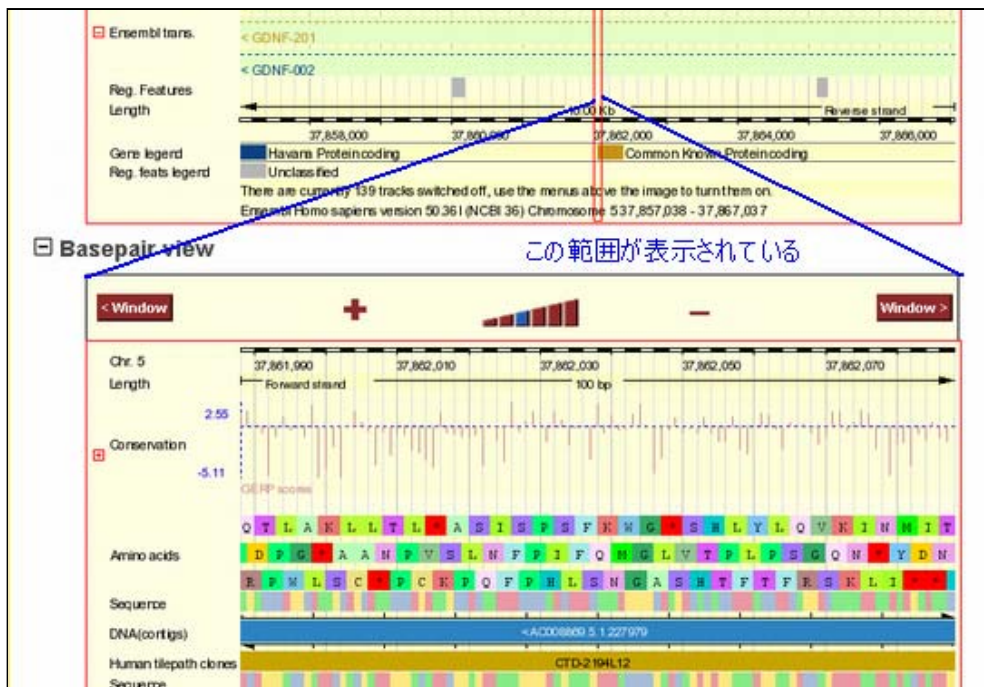 Ensembl trans.
< GDNF-201
< GDNF-002
Reg. Features
Length
10.00 Kb
Reverse strand
37,858,000 37,860,000 37,862,000 37,864,000 37,866,000
Gene legend
Havana Protein coding
Common Known Protein coding
Reg. feats legend
Unclassified
There are currently 139 tracks switched off, use the menus above the image to turn them on.
Ensembl Homo sapiens version 50.36l (NCBI 36) Chromosome 5 37,857,038 - 37,867,037
Basepair view
この範囲が表示されている
< Window
Window >
Chr. 5
37,861,990 37,862,010 37,862,030 37,862,050 37,862,070
Length
Forward strand
100 bp
2.55
Conservation
-5.11
GERP scores
Q T L A K L L T L * A S I S P S F K W G * S H L Y L Q V K I N M I T
Amino acids
D P G * A A N P V S L N F P I F Q M G L V T P L P S G Q N * Y D N
R P W L S C * P C K P Q F P H L S N G A S H T F T F R S K L I * *
Sequence
DNA(contigs)
< AC008869.5.1.227979
Human tilepath clones
CTD-2194L12
Sequence